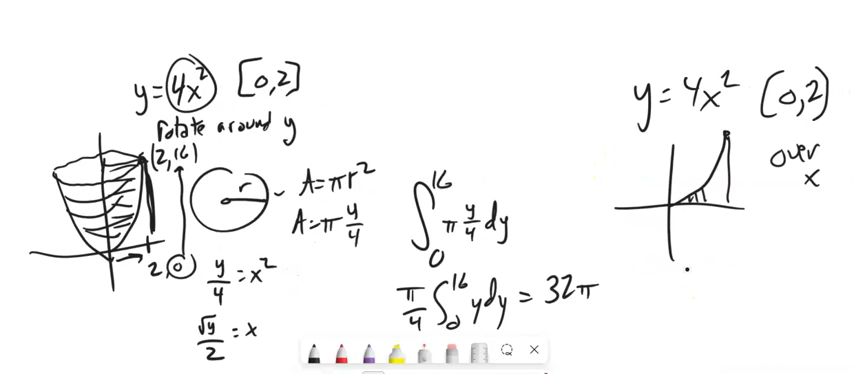 y = 4x² [0,2]
rotate around y
(2,16)
r
A = πr²
A = π y/4
2,0
y/4 = x²
√y/2 = x
∫₀¹⁶ π y/4 dy
π/4 ∫₀¹⁶ y dy = 32π
y = 4x² [0,2)
over
x